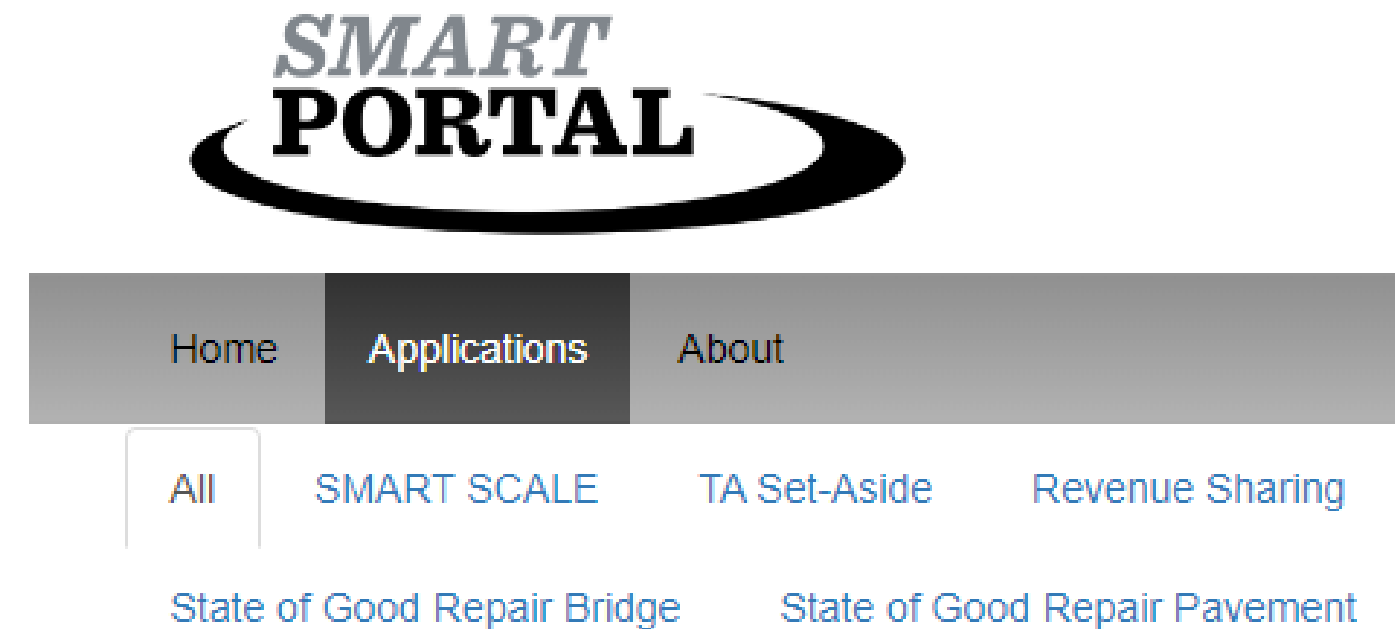 SMART
PORTAL
Home Applications About
All SMART SCALE TA Set-Aside Revenue Sharing
State of Good Repair Bridge State of Good Repair Pavement